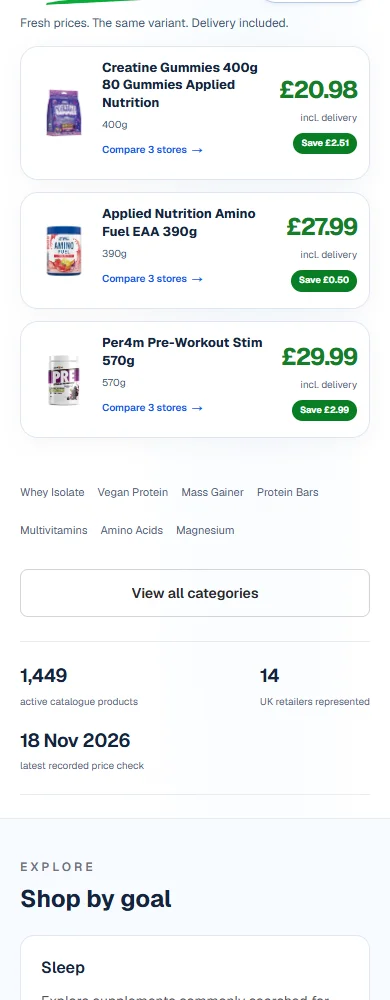 Fresh prices. The same variant. Delivery included.
Creatine Gummies 400g
80 Gummies Applied
Nutrition
400g
Compare 3 stores →
£20.98
incl. delivery
Save £2.51
Applied Nutrition Amino
Fuel EAA 390g
390g
Compare 3 stores →
£27.99
incl. delivery
Save £0.50
AMINO
FUEL
Per4m Pre-Workout Stim
570g
570g
Compare 3 stores →
£29.99
incl. delivery
Save £2.99
PRE
Whey Isolate Vegan Protein Mass Gainer Protein Bars
Multivitamins Amino Acids Magnesium
View all categories
1,449
active catalogue products
14
UK retailers represented
18 Nov 2026
latest recorded price check
EXPLORE
Shop by goal
Sleep